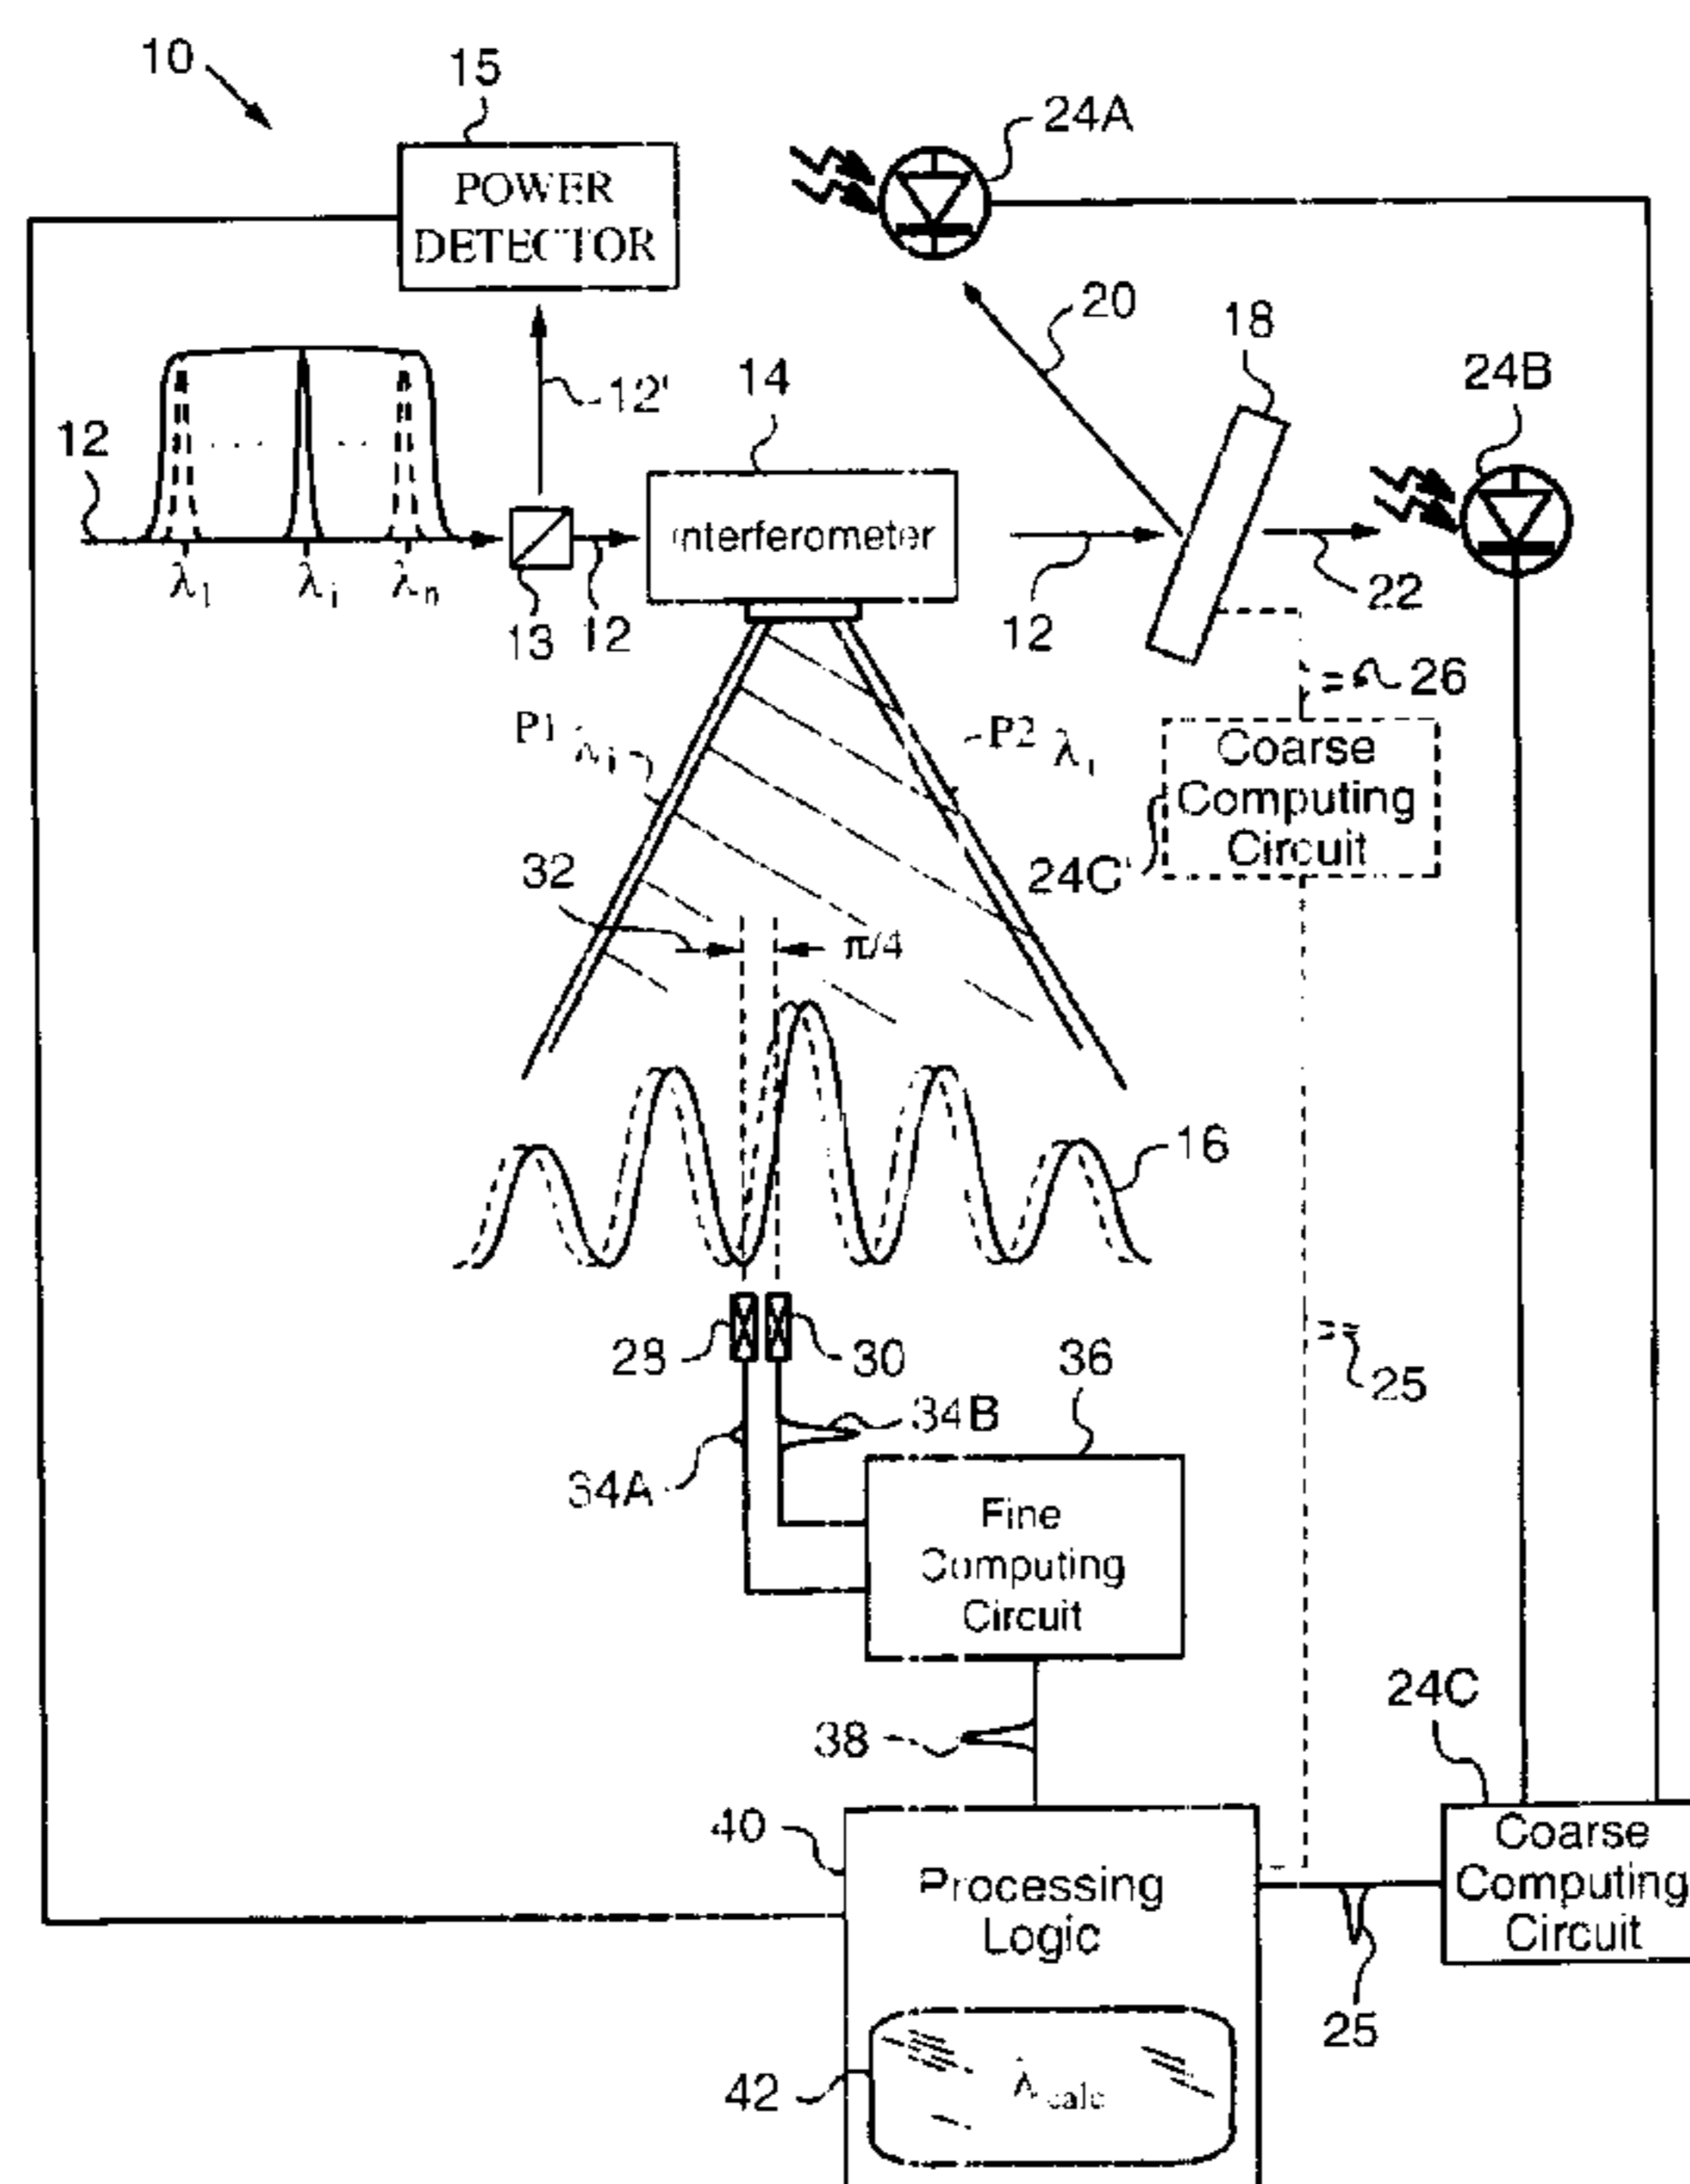 10
15
POWER
DETECTOR
24A
20
18
24B
12'
14
12
Interferometer
λ1 λi λn
13 12
12
22
26
P1 λi
P2 λi
Coarse
Computing
Circuit
24C'
32
π/4
16
28
30
36
25
34B
34A
Fine
Computing
Circuit
24C
38
40
Processing
Logic
Coarse
Computing
Circuit
25
42
λcalc